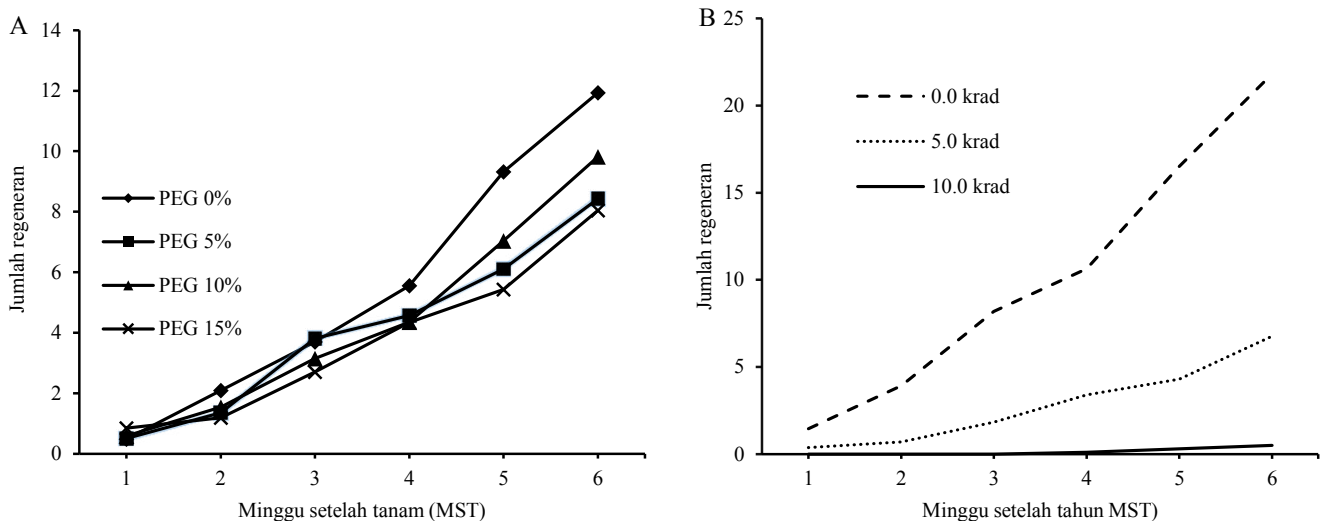 A
14
12
10
8
6
4
2
0
Jumlah regeneran
PEG 0%
PEG 5%
PEG 10%
PEG 15%
1 2 3 4 5 6
Minggu setelah tanam (MST)
B
25
20
15
10
5
0
Jumlah regeneran
0.0 krad
5.0 krad
10.0 krad
1 2 3 4 5 6
Minggu setelah tahun MST)